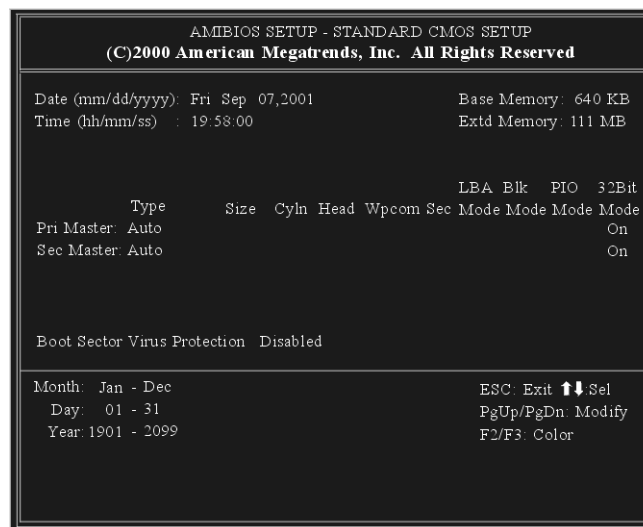 AMIBIOS SETUP - STANDARD CMOS SETUP
(C)2000 American Megatrends, Inc. All Rights Reserved
Date (mm/dd/yyyy): Fri Sep 07,2001 Base Memory: 640 KB
Time (hh/mm/ss) : 19:58:00 Extd Memory: 111 MB
LBA Blk PIO 32Bit
Type Size Cyln Head Wpcom Sec Mode Mode Mode Mode
Pri Master: Auto On
Sec Master: Auto On
Boot Sector Virus Protection Disabled
Month: Jan - Dec ESC: Exit ⬆⬇:Sel
Day: 01 - 31 PgUp/PgDn: Modify
Year: 1901 - 2099 F2/F3: Color